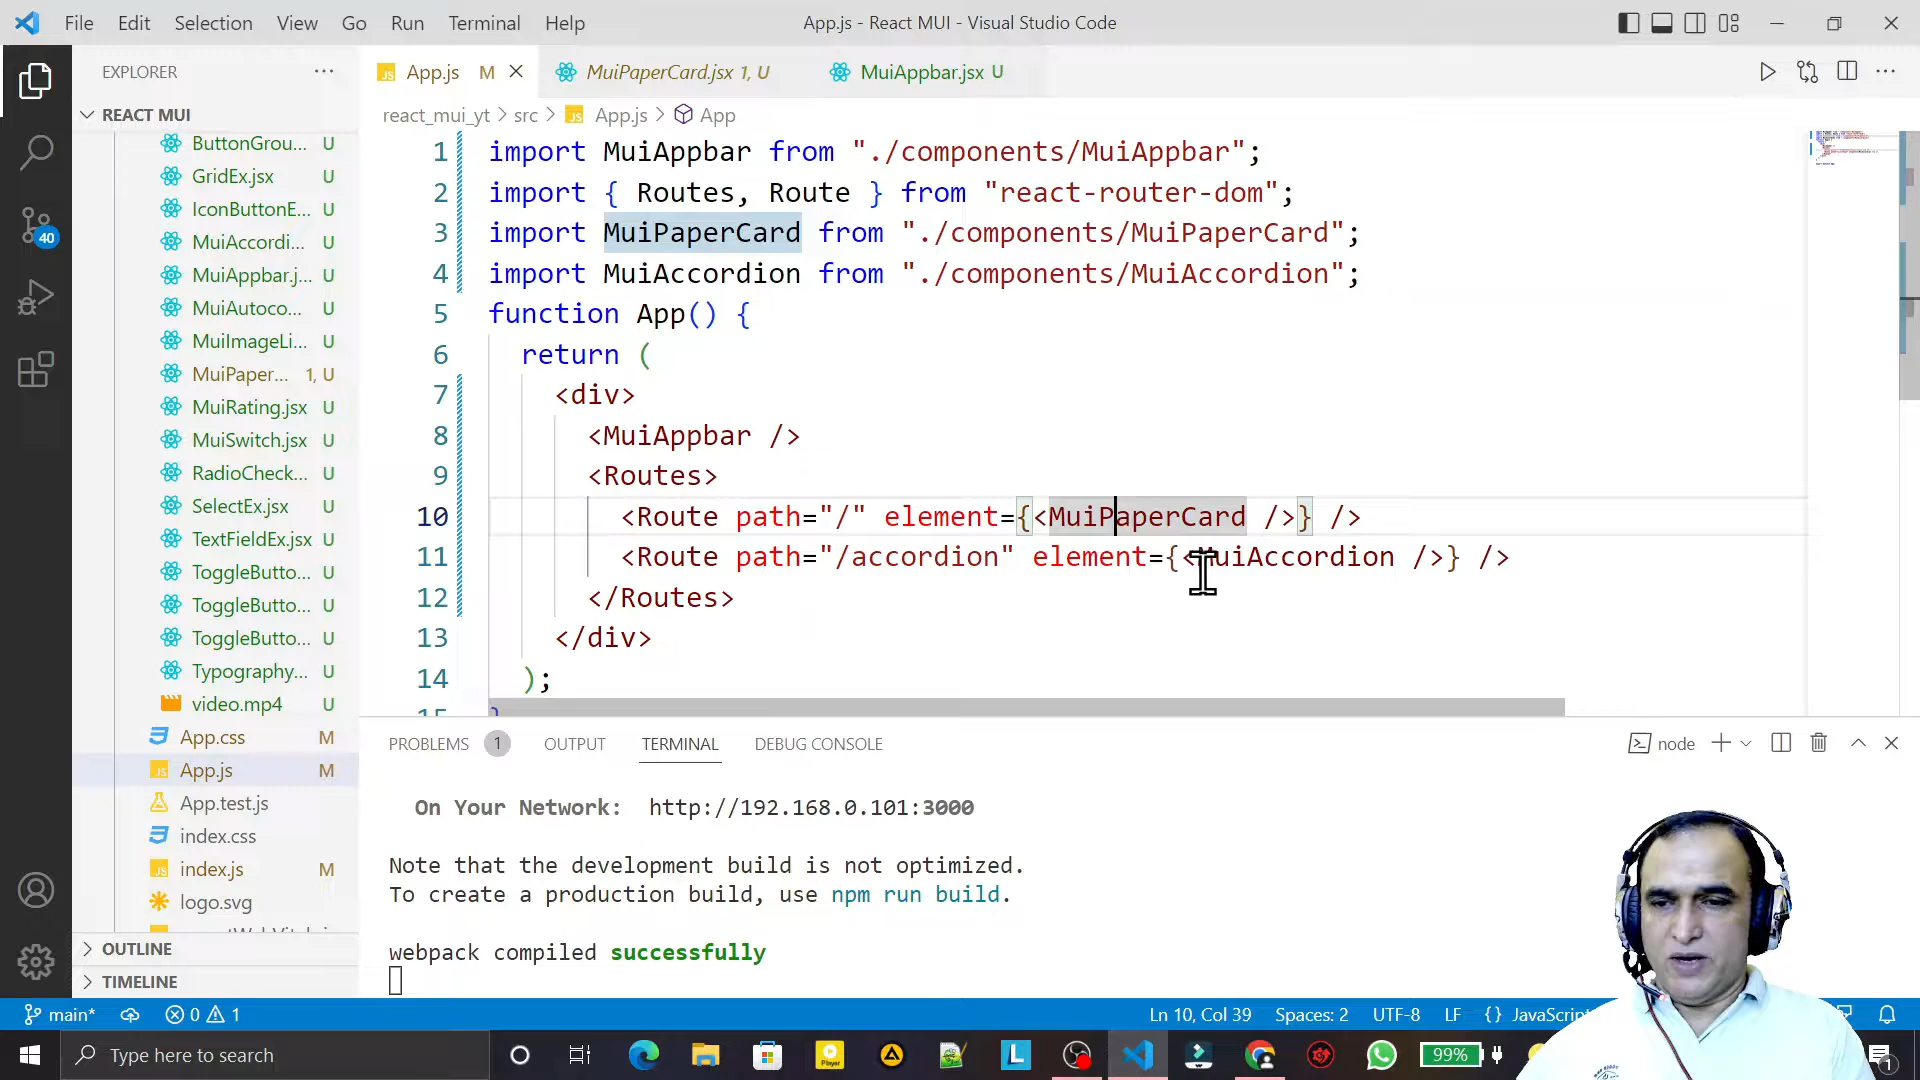 File Edit Selection View Go Run Terminal Help App.js - React MUI - Visual Studio Code
EXPLORER
App.js M
MuiPaperCard.jsx 1, U
MuiAppbar.jsx U
REACT MUI
react_mui_yt > src > App.js > App
ButtonGrou... U
GridEx.jsx U
IconButtonE... U
MuiAccordi... U
MuiAppbar.j... U
MuiAutoco... U
MuiImageLi... U
MuiPaper... 1, U
MuiRating.jsx U
MuiSwitch.jsx U
RadioCheck... U
SelectEx.jsx U
TextFieldEx.jsx U
ToggleButto... U
ToggleButto... U
ToggleButto... U
Typography... U
video.mp4 U
App.css M
App.js M
App.test.js
index.css
index.js M
logo.svg
OUTLINE
TIMELINE
40
1 import MuiAppbar from "./components/MuiAppbar";
2 import { Routes, Route } from "react-router-dom";
3 import MuiPaperCard from "./components/MuiPaperCard";
4 import MuiAccordion from "./components/MuiAccordion";
5 function App() {
6 return (
7 <div>
8 <MuiAppbar />
9 <Routes>
10 <Route path="/" element={<MuiPaperCard />} />
11 <Route path="/accordion" element={<MuiAccordion />} />
12 </Routes>
13 </div>
14 );
15 }
PROBLEMS 1 OUTPUT TERMINAL DEBUG CONSOLE
node
On Your Network: http://192.168.0.101:3000
Note that the development build is not optimized.
To create a production build, use npm run build.
webpack compiled successfully
main* 0 1 Ln 10, Col 39 Spaces: 2 UTF-8 LF {} JavaScript
Type here to search
99%
1